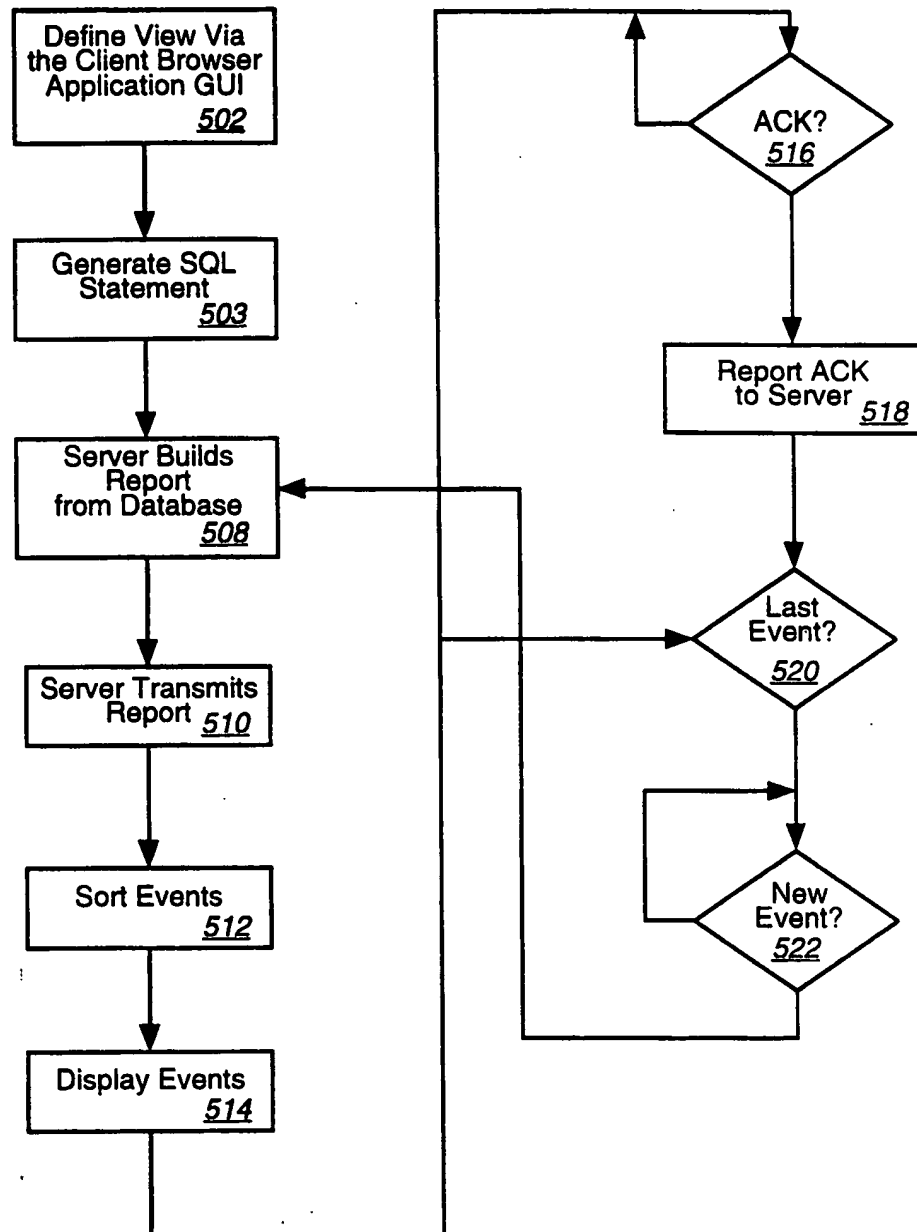 Define View Via
the Client Browser
Application GUI
502
Generate SQL
Statement
503
Server Builds
Report
from Database
508
Server Transmits
Report
510
Sort Events
512
Display Events
514
ACK?
516
Report ACK
to Server
518
Last
Event?
520
New
Event?
522